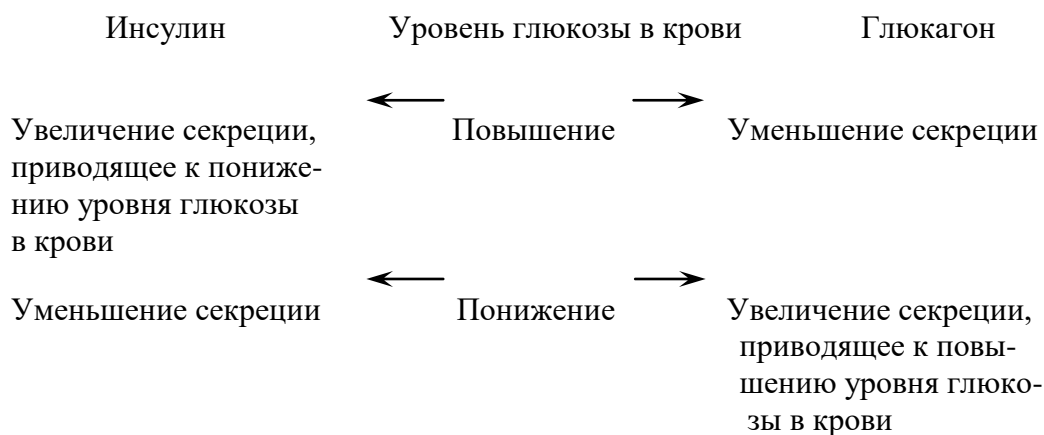 Инсулин Уровень глюкозы в крови Глюкагон
Увеличение секреции, Повышение Уменьшение секреции
приводящее к пониже-
нию уровня глюкозы
в крови
Уменьшение секреции Понижение Увеличение секреции,
приводящее к повы-
шению уровня глюко-
зы в крови